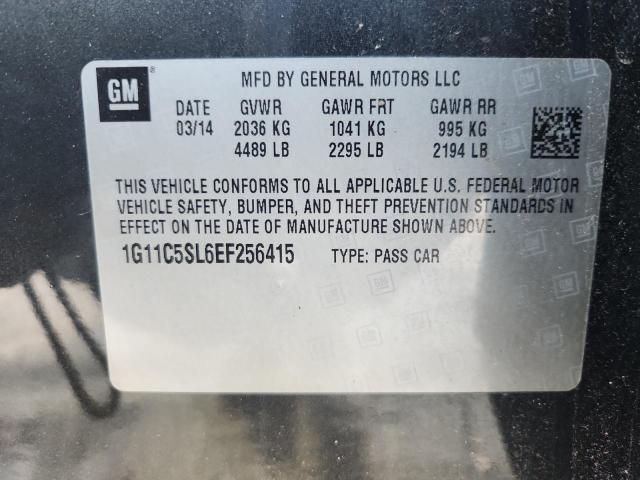 GM
®
MFD BY GENERAL MOTORS LLC
DATE GVWR GAWR FRT GAWR RR
03/14 2036 KG 1041 KG 995 KG
4489 LB 2295 LB 2194 LB
THIS VEHICLE CONFORMS TO ALL APPLICABLE U.S. FEDERAL MOTOR
VEHICLE SAFETY, BUMPER, AND THEFT PREVENTION STANDARDS IN
EFFECT ON THE DATE OF MANUFACTURE SHOWN ABOVE.
1G11C5SL6EF256415 TYPE: PASS CAR